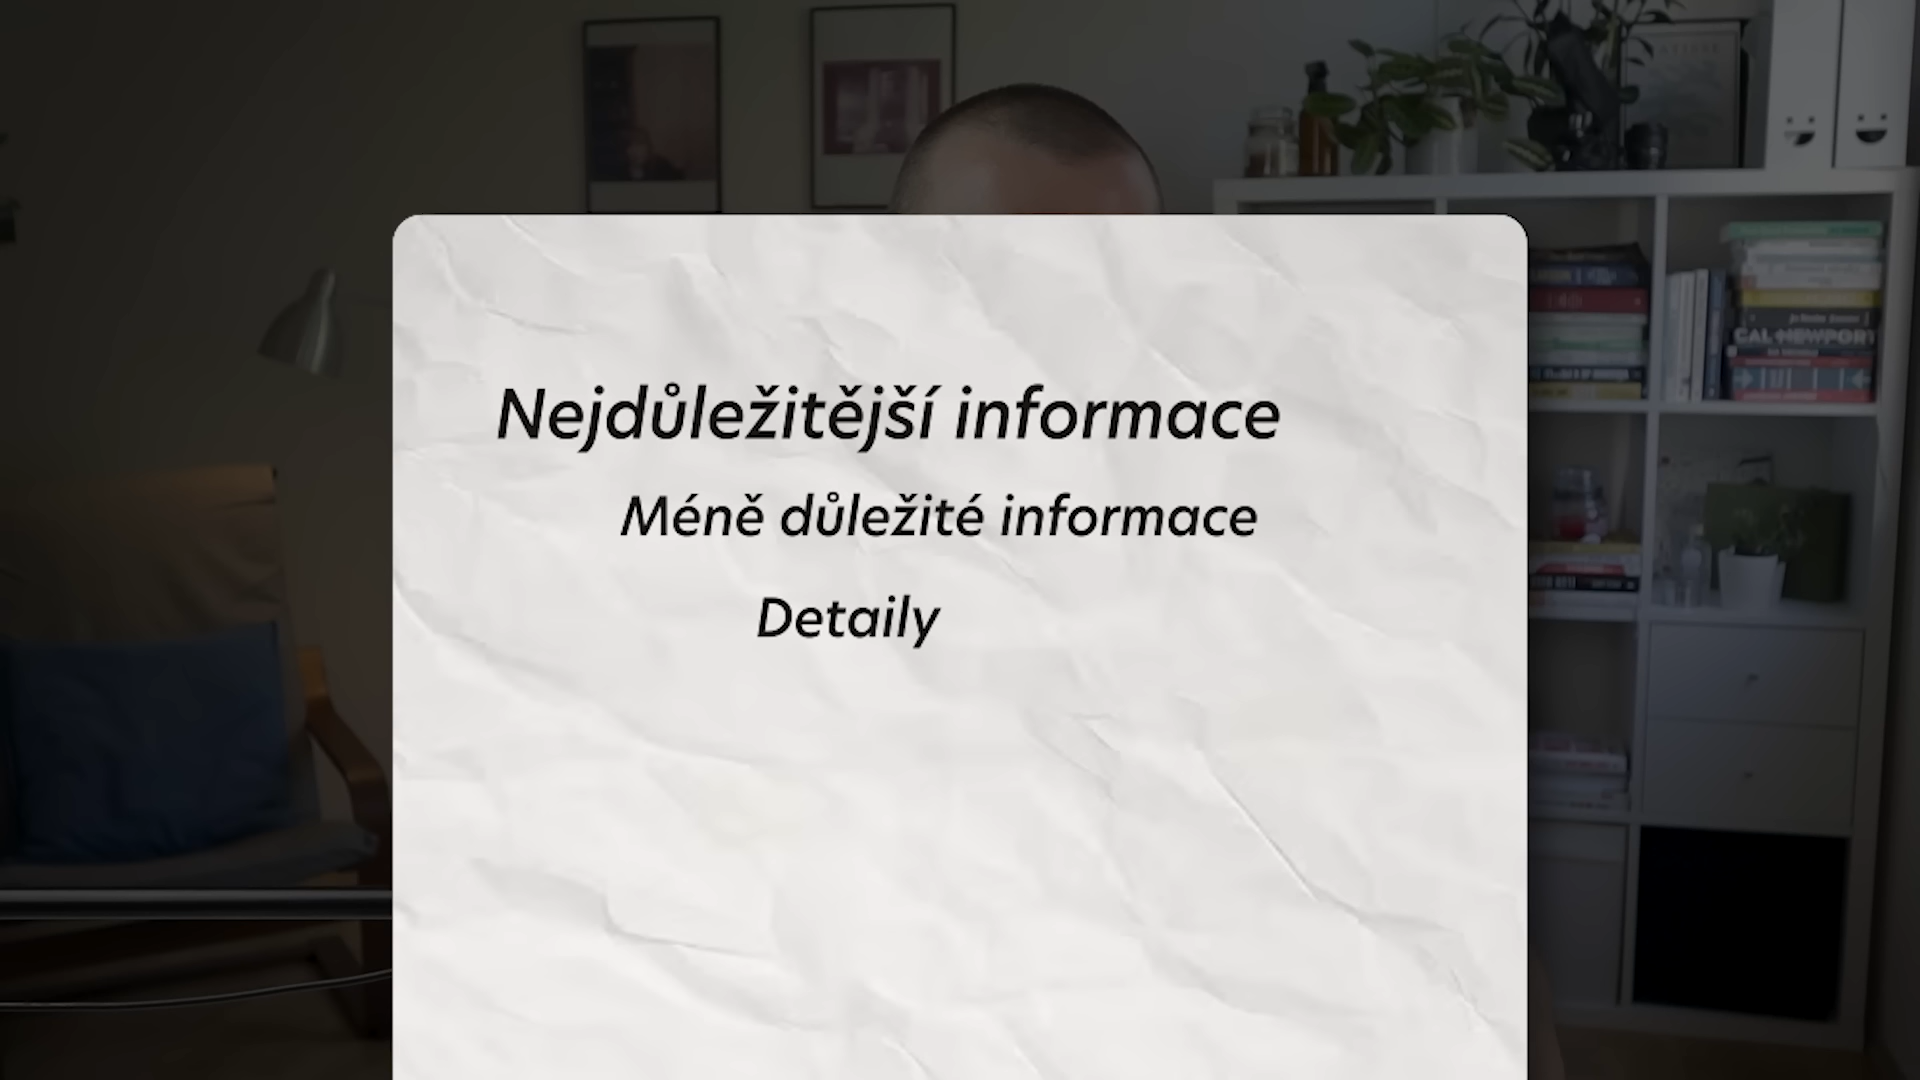 Nejdůležitější informace
Méně důležité informace
Detaily
CAL NEWPORT